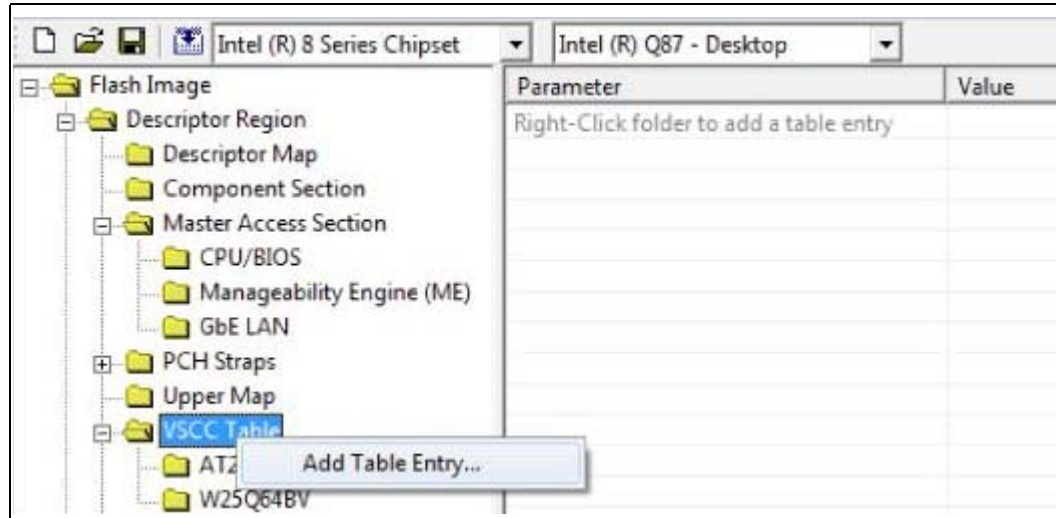 Intel (R) 8 Series Chipset
Intel (R) Q87 - Desktop
Flash Image
Descriptor Region
Descriptor Map
Component Section
Master Access Section
CPU/BIOS
Manageability Engine (ME)
GbE LAN
PCH Straps
Upper Map
VSCC Table
Add Table Entry...
W25Q64BV
Parameter Value
Right-Click folder to add a table entry